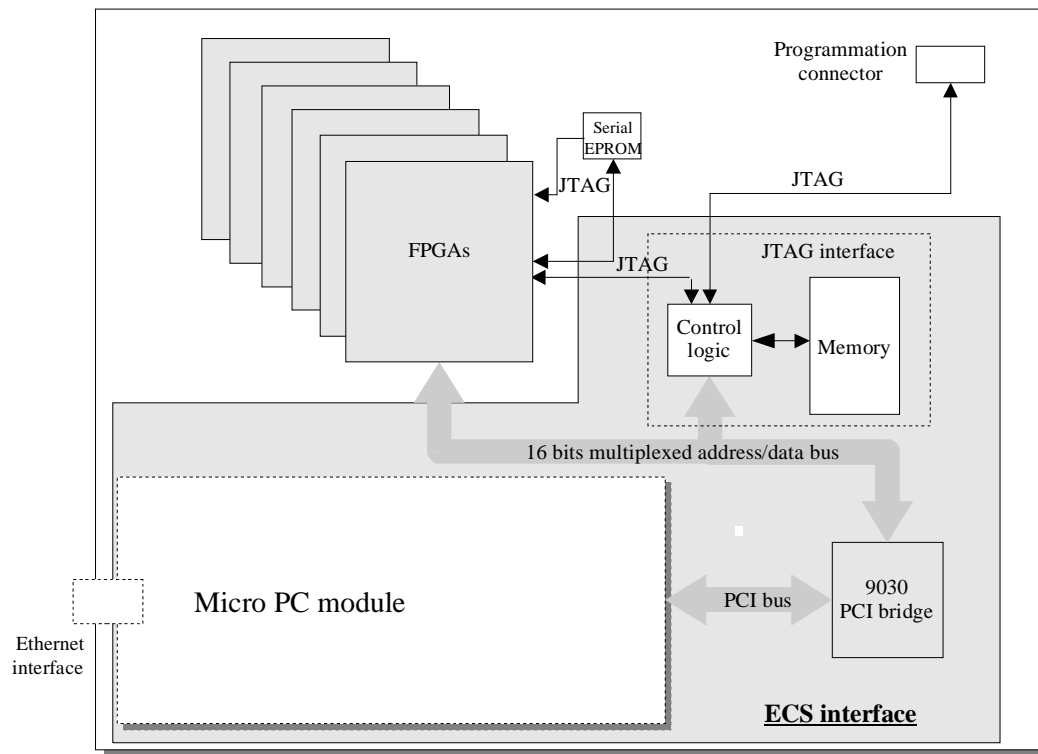 Programmation
connector
Serial
EPROM
JTAG
JTAG
FPGAs
JTAG interface
JTAG
Control
logic
Memory
16 bits multiplexed address/data bus
Micro PC module
PCI bus
9030
PCI bridge
Ethernet
interface
ECS interface